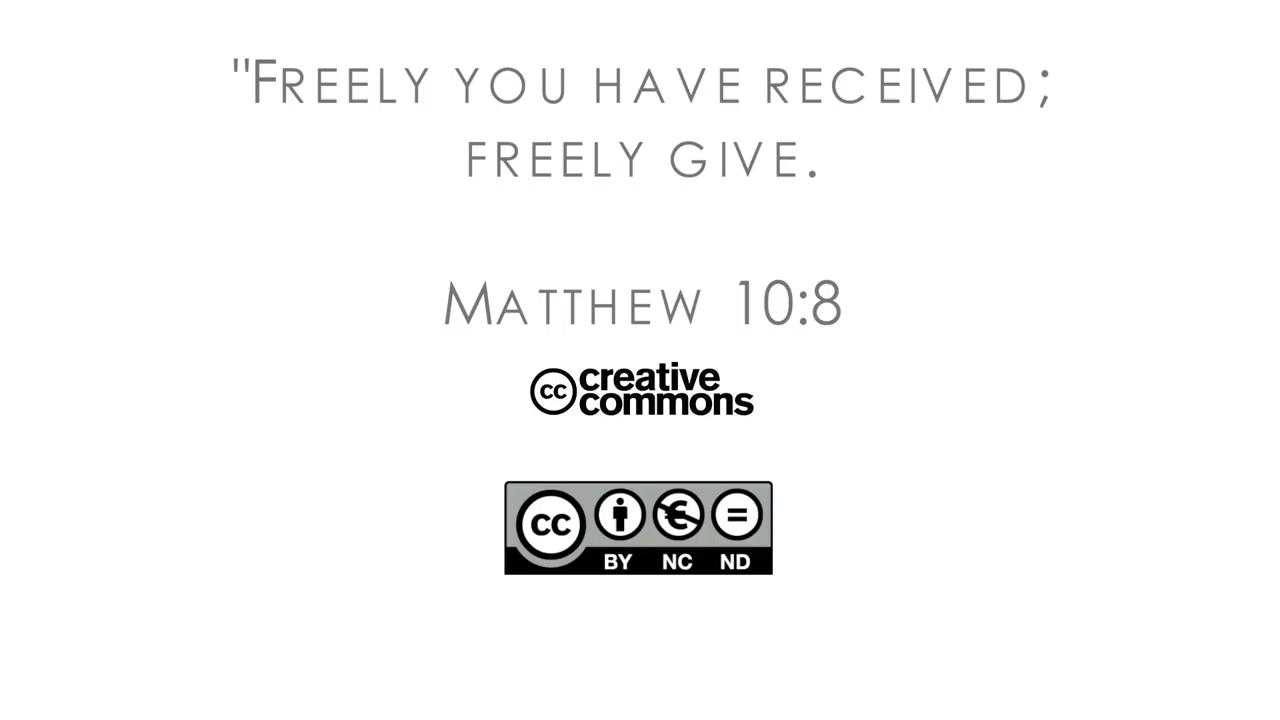 "Freely you have received;
freely give.
Matthew 10:8
cc creative
commons
cc BY NC ND